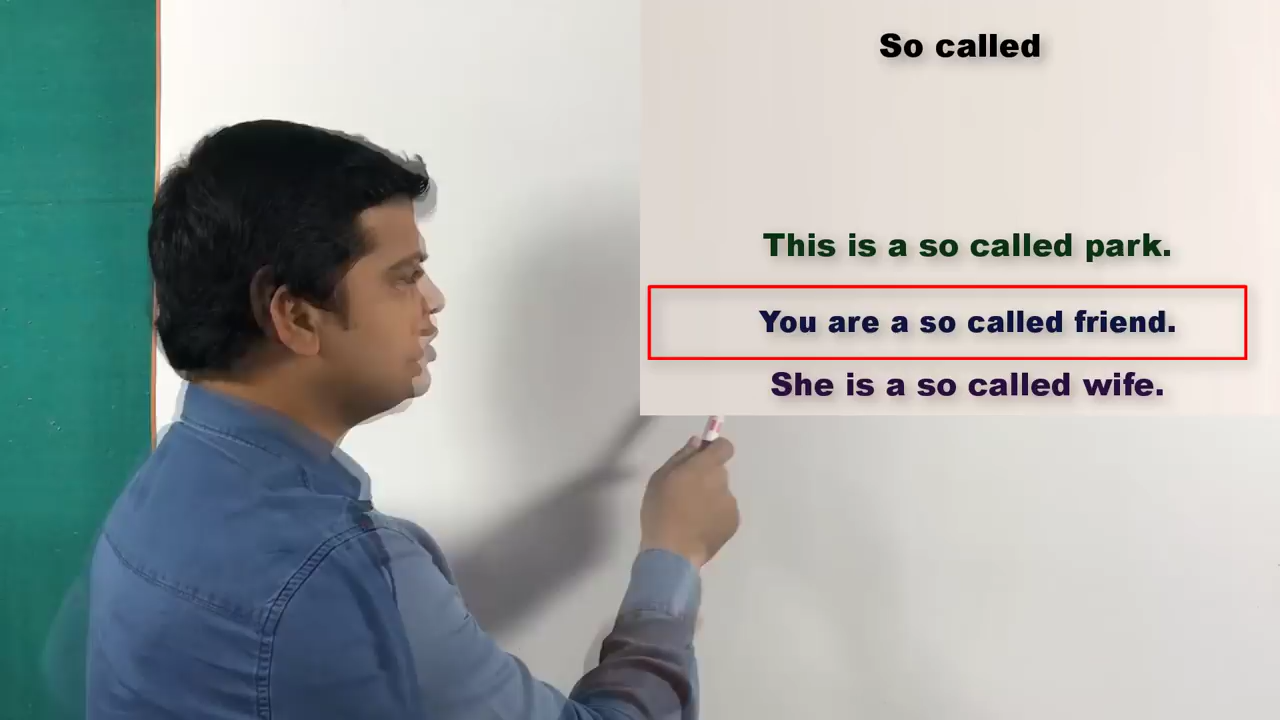 So called
This is a so called park.
You are a so called friend.
She is a so called wife.